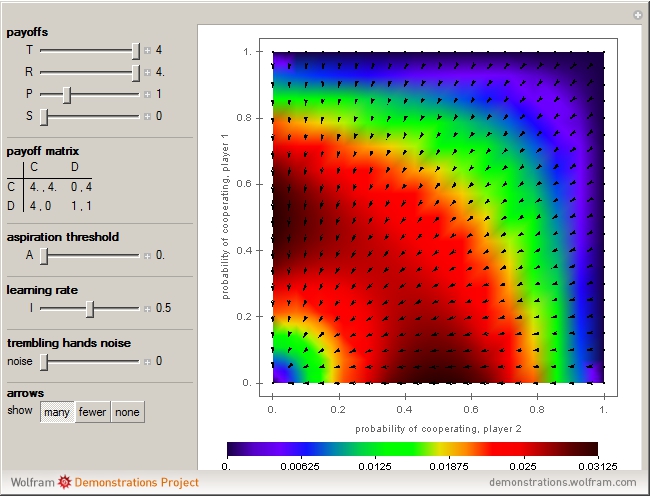 payoffs
T 4
R 4.
P 1
S 0
payoff matrix
C D
C 4.,4. 0,4
D 4,0 1,1
aspiration threshold
A 0.
learning rate
l 0.5
trembling hands noise
noise 0
arrows
show many fewer none
probability of cooperating, player 1
1.
0.8
0.6
0.4
0.2
0.
0. 0.2 0.4 0.6 0.8 1.
probability of cooperating, player 2
0. 0.00625 0.0125 0.01875 0.025 0.03125
Wolfram Demonstrations Project
demonstrations.wolfram.com